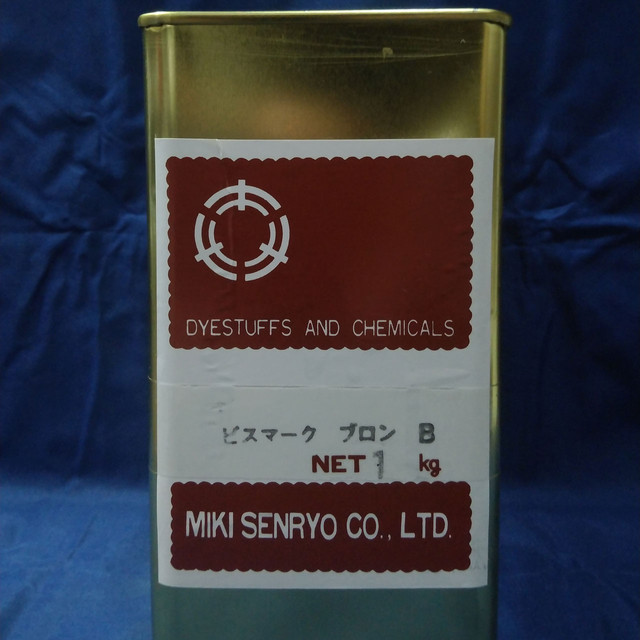 DYESTUFFS AND CHEMICALS
ビスマーク ブロン B
NET 1 kg
MIKI SENRYO CO., LTD.